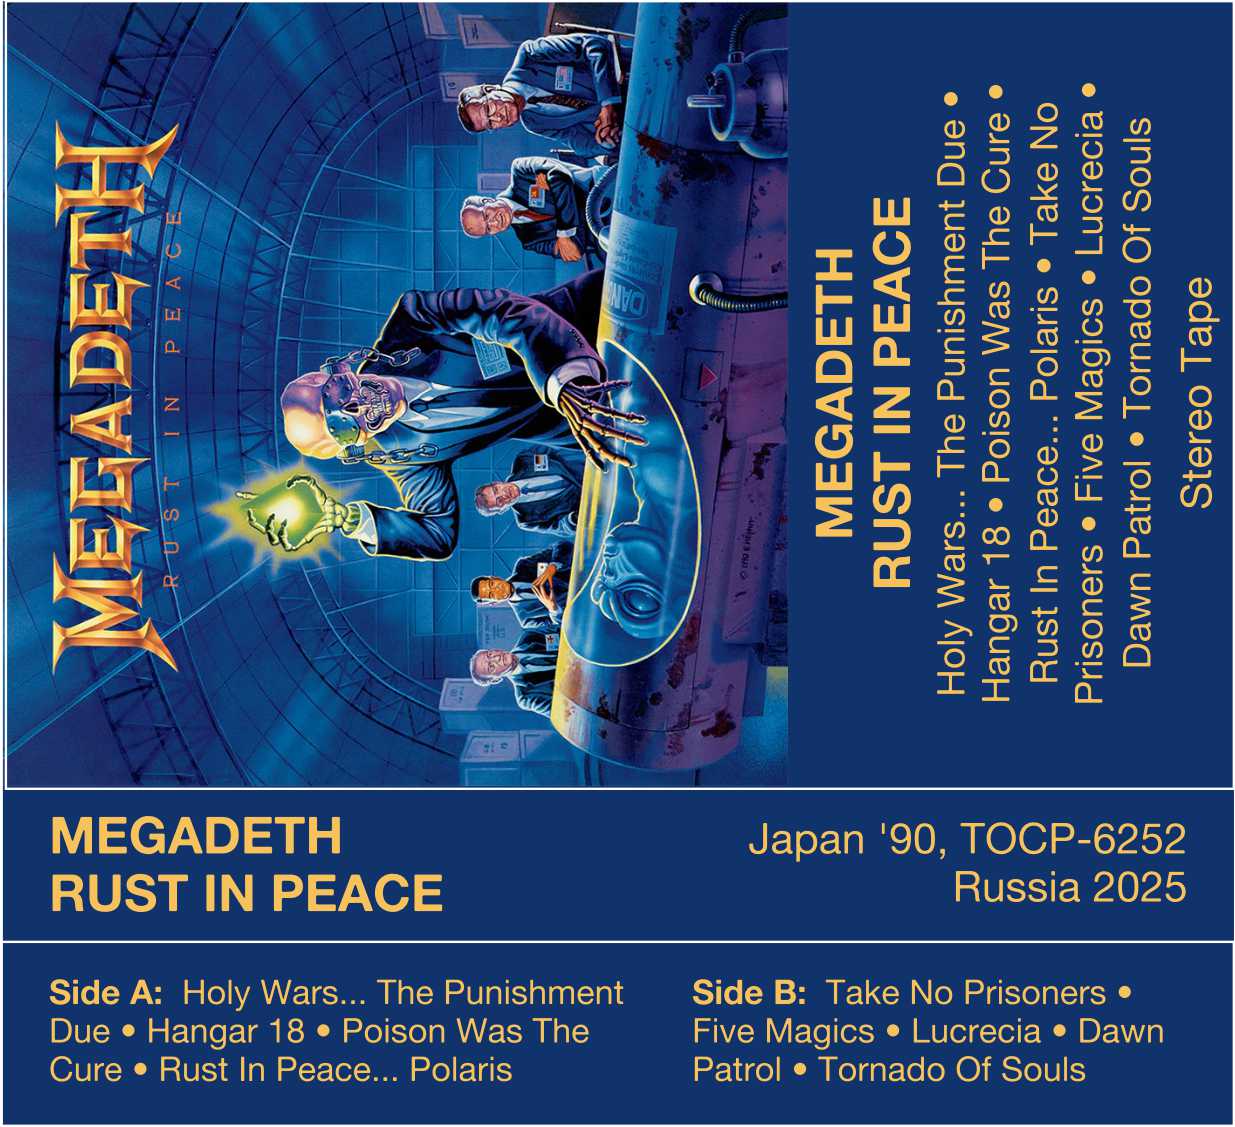 MEGADETH
RUST IN PEACE
DANG
MEGADETH
RUST IN PEACE
Holy Wars... The Punishment Due •
Hangar 18 • Poison Was The Cure •
Rust In Peace... Polaris • Take No
Prisoners • Five Magics • Lucrecia •
Dawn Patrol • Tornado Of Souls
Stereo Tape
MEGADETH
RUST IN PEACE
Japan '90, TOCP-6252
Russia 2025
Side A: Holy Wars... The Punishment
Due • Hangar 18 • Poison Was The
Cure • Rust In Peace... Polaris
Side B: Take No Prisoners •
Five Magics • Lucrecia • Dawn
Patrol • Tornado Of Souls